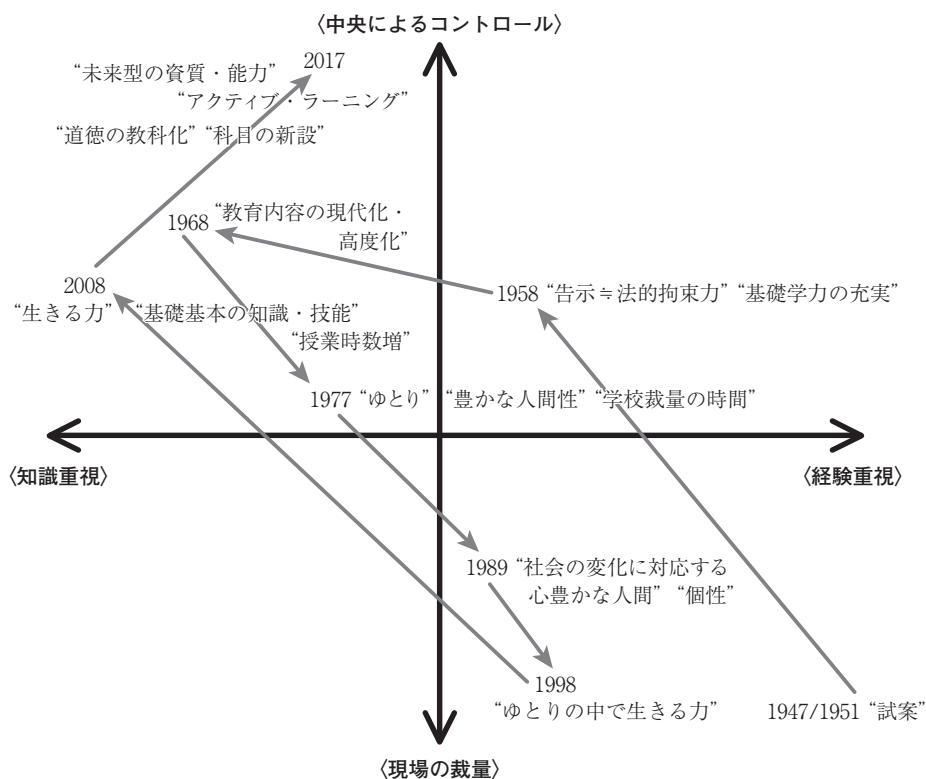 〈中央によるコントロール〉
2017
“未来型の資質・能力”
“アクティブ・ラーニング”
“道徳の教科化” “科目の新設”
1968 “教育内容の現代化・
高度化”
2008
“生きる力” “基礎基本の知識・技能”
“授業時数増”
1958 “告示≒法的拘束力” “基礎学力の充実”
1977 “ゆとり” “豊かな人間性” “学校裁量の時間”
〈知識重視〉
〈経験重視〉
1989 “社会の変化に対応する
心豊かな人間” “個性”
1998
“ゆとりの中で生きる力”
1947/1951 “試案”
〈現場の裁量〉